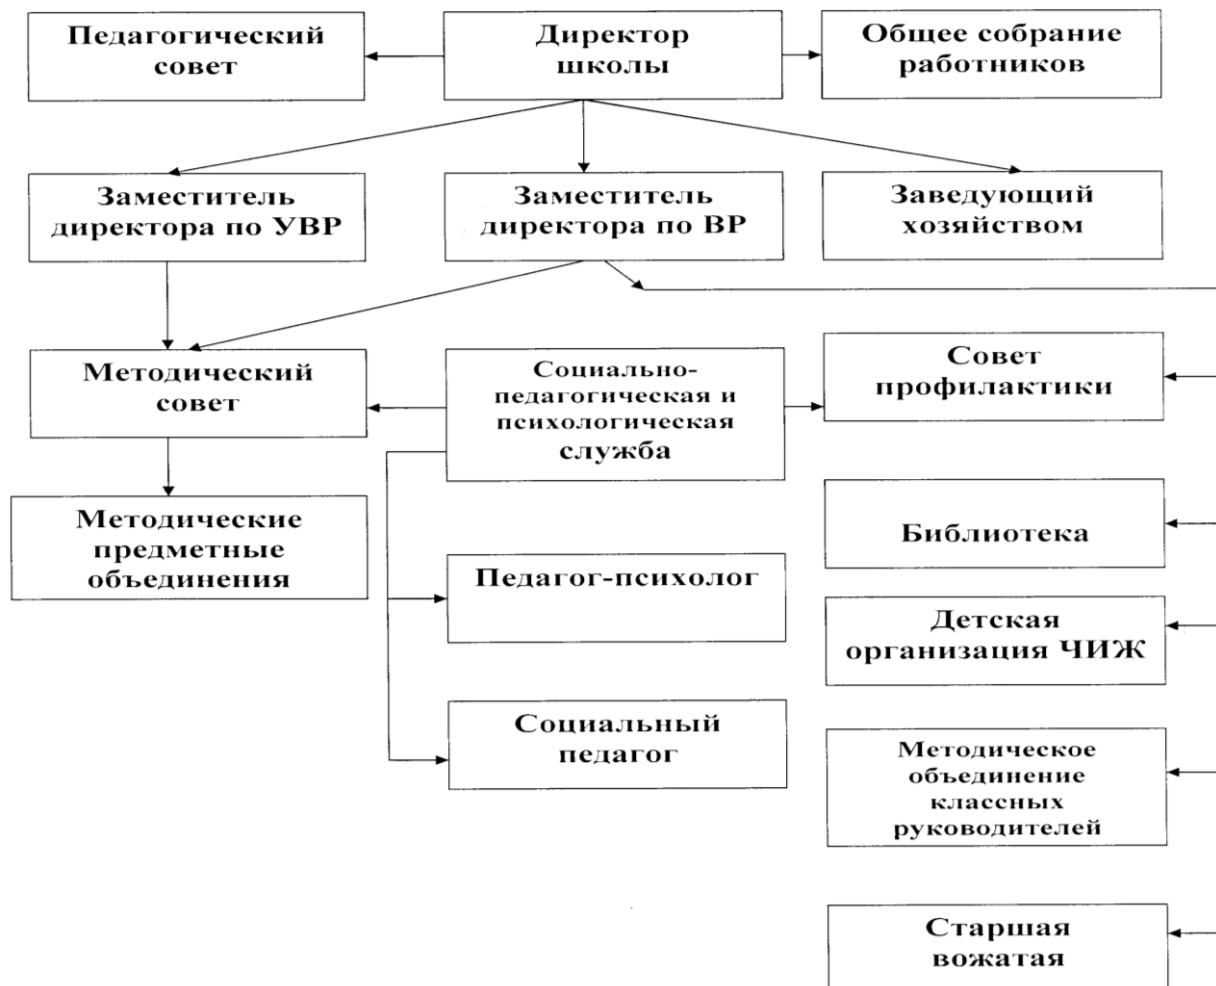 Педагогический
совет
Директор
школы
Общее собрание
работников
Заместитель
директора по УВР
Заместитель
директора по ВР
Заведующий
хозяйством
Методический
совет
Социально-
педагогическая и
психологическая
служба
Совет
профилактики
Методические
предметные
объединения
Педагог-психолог
Социальный
педагог
Библиотека
Детская
организация ЧИЖ
Методическое
объединение
классных
руководителей
Старшая
вожатая